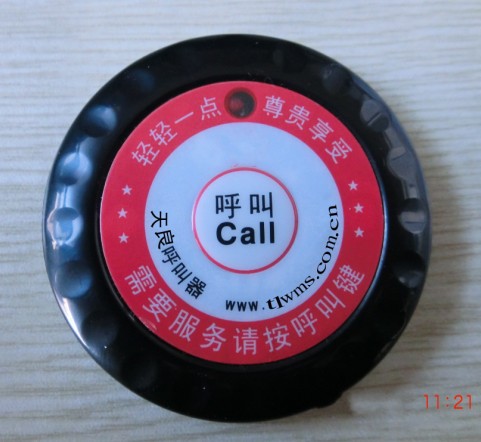 轻轻一点 尊贵享受
呼叫
Call
天良呼叫器
www.tlwms.com.cn
需要服务请按呼叫键
11:21